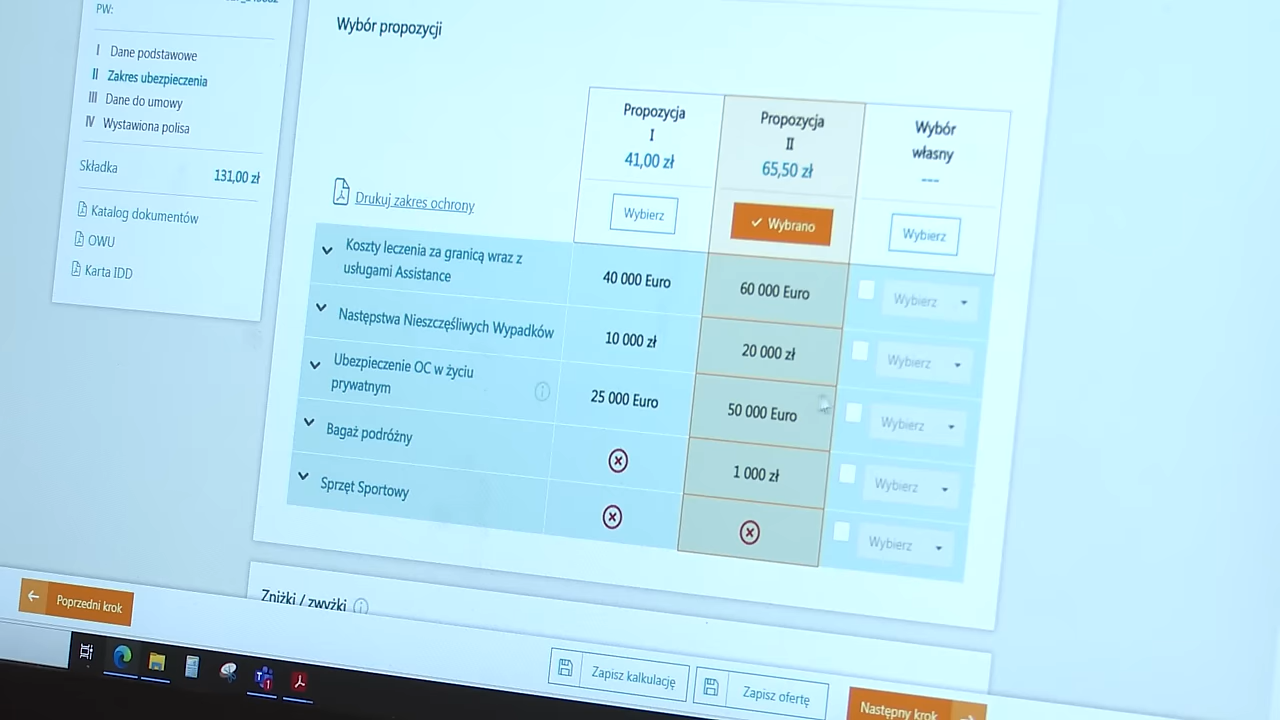 PW:
I Dane podstawowe
II Zakres ubezpieczenia
III Dane do umowy
IV Wystawiona polisa
Składka 131,00 zł
Katalog dokumentów
OWU
Karta IDD
Wybór propozycji
Propozycja I 41,00 zł Wybierz
Propozycja II 65,50 zł Wybrano
Wybór własny --- Wybierz
Drukuj zakres ochrony
Koszty leczenia za granicą wraz z
usługami Assistance
40 000 Euro 60 000 Euro Wybierz
Następstwa Nieszczęśliwych Wypadków 10 000 zł 20 000 zł Wybierz
Ubezpieczenie OC w życiu
prywatnym
25 000 Euro 50 000 Euro Wybierz
Bagaż podróżny 1 000 zł Wybierz
Sprzęt Sportowy Wybierz
Zniżki / zwyżki
Poprzedni krok
Zapisz kalkulację
Zapisz ofertę
Następny krok